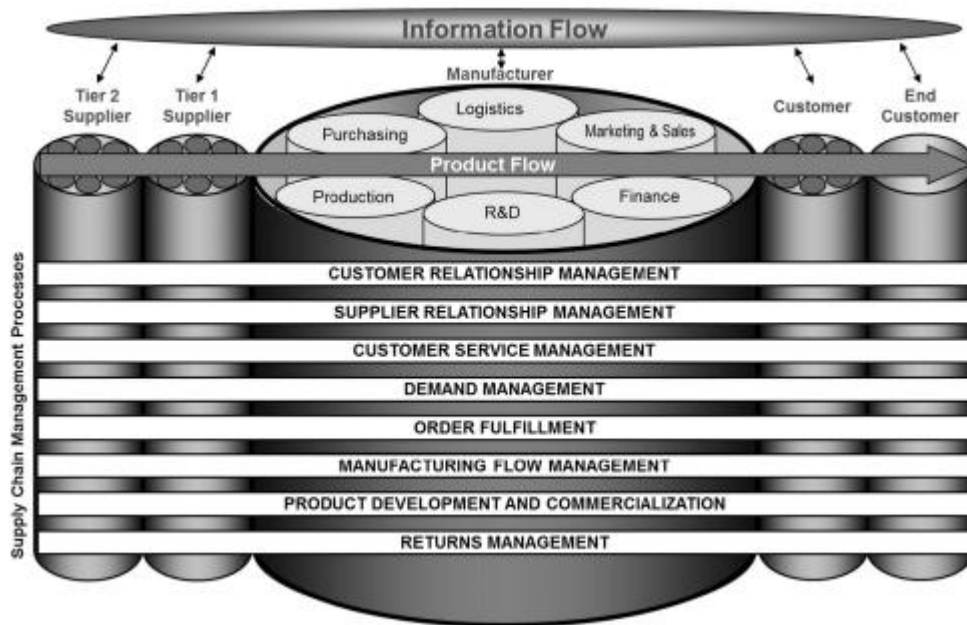 Information Flow
Manufacturer
Tier 2
Supplier
Tier 1
Supplier
Logistics
Customer
End
Customer
Purchasing
Marketing & Sales
Product Flow
Production
R&D
Finance
Supply Chain Management Processes
CUSTOMER RELATIONSHIP MANAGEMENT
SUPPLIER RELATIONSHIP MANAGEMENT
CUSTOMER SERVICE MANAGEMENT
DEMAND MANAGEMENT
ORDER FULFILLMENT
MANUFACTURING FLOW MANAGEMENT
PRODUCT DEVELOPMENT AND COMMERCIALIZATION
RETURNS MANAGEMENT